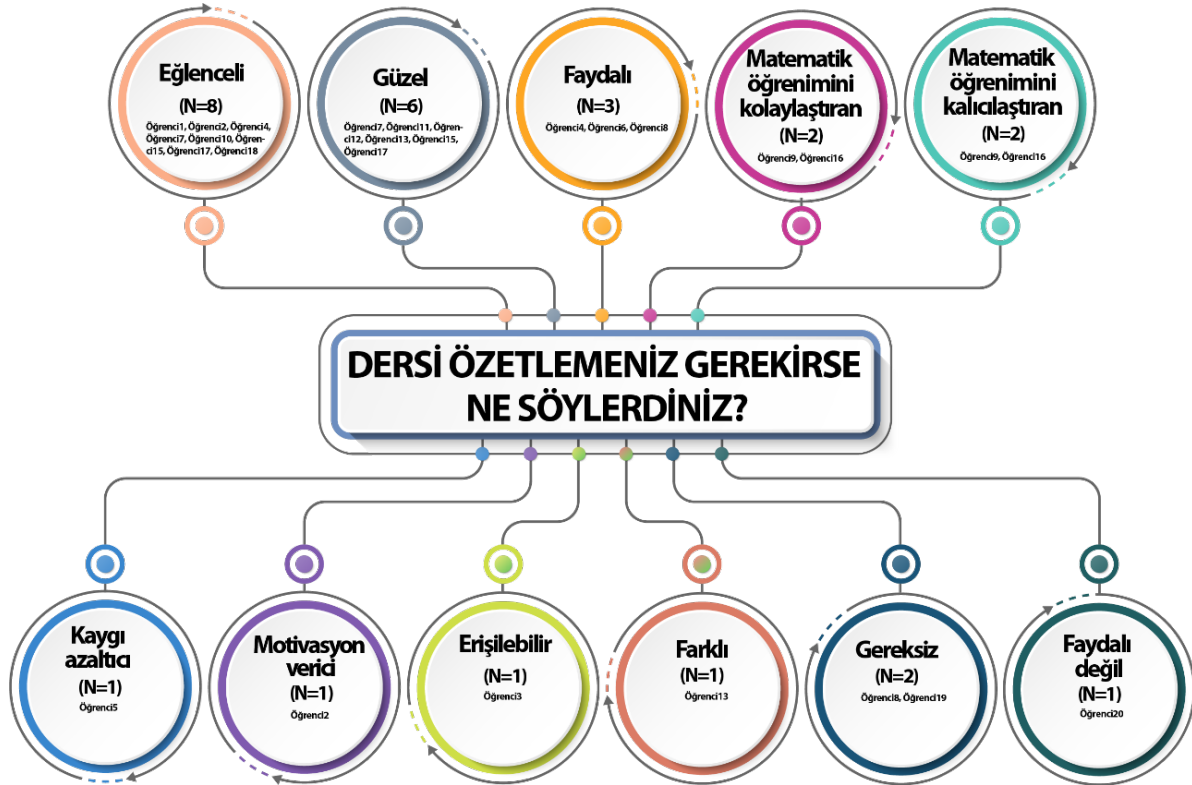 Eğlenceli
(N=8)
Öğrenci1, Öğrenci2, Öğrenci4,
Öğrenci7, Öğrenci10, Öğren-
ci15, Öğrenci17, Öğrenci18
Güzel
(N=6)
Öğrenci7, Öğrenci11, Öğren-
ci12, Öğrenci13, Öğrenci15,
Öğrenci17
Faydalı
(N=3)
Öğrenci4, Öğrenci6, Öğrenci8
Matematik
öğrenimini
kolaylaştıran
(N=2)
Öğrenci9, Öğrenci16
Matematik
öğrenimini
kalıcılaştıran
(N=2)
Öğrenci9, Öğrenci16
DERSİ ÖZETLEMENİZ GEREKİRSE
NE SÖYLERDİNİZ?
Kaygı
azaltıcı
(N=1)
Öğrenci5
Motivasyon
verici
(N=1)
Öğrenci2
Erişilebilir
(N=1)
Öğrenci3
Farklı
(N=1)
Öğrenci13
Gereksiz
(N=2)
Öğrenci8, Öğrenci19
Faydalı
değil
(N=1)
Öğrenci20